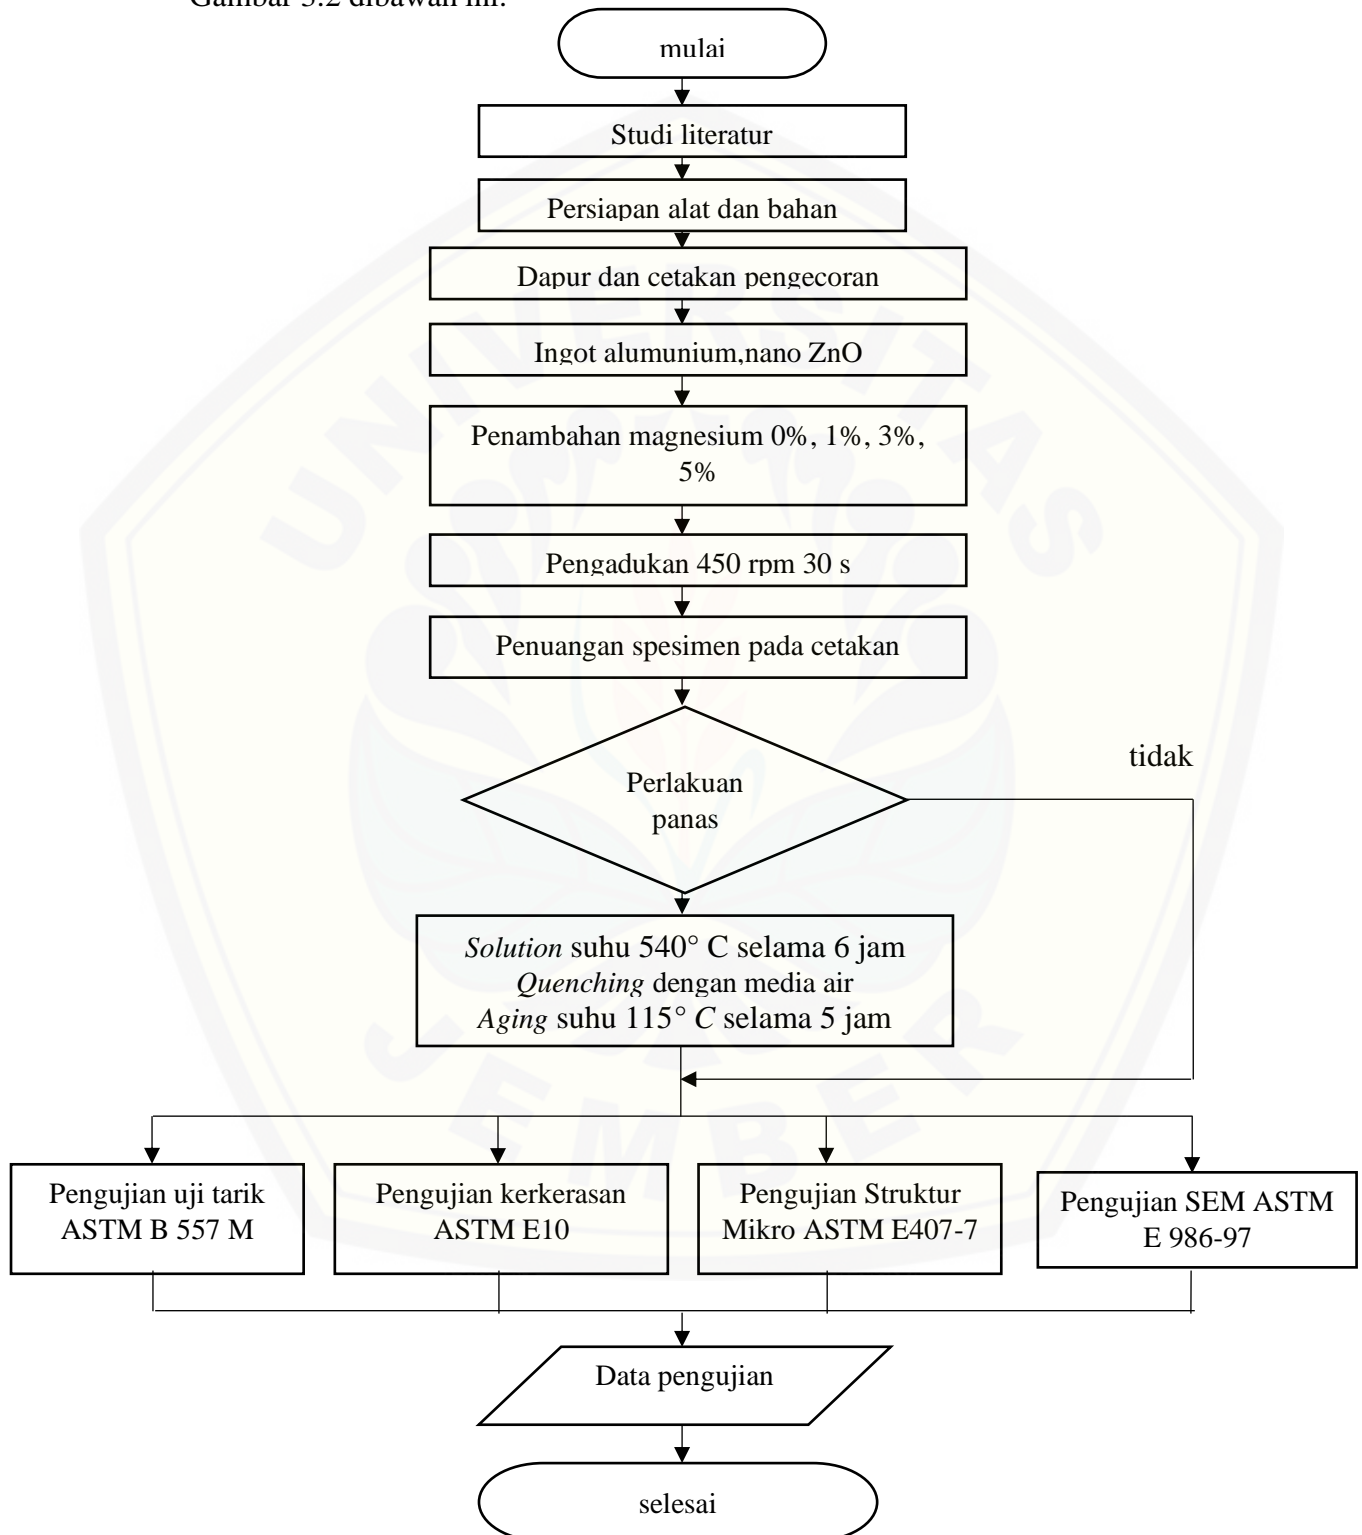 Gambar 3.2 dibawah ini.
mulai
Studi literatur
Persiapan alat dan bahan
Dapur dan cetakan pengecoran
Ingot alumunium,nano ZnO
Penambahan magnesium 0%, 1%, 3%,
5%
Pengadukan 450 rpm 30 s
Penuangan spesimen pada cetakan
Perlakuan
panas
tidak
Solution suhu 540° C selama 6 jam
Quenching dengan media air
Aging suhu 115° C selama 5 jam
Pengujian uji tarik
ASTM B 557 M
Pengujian kerkerasan
ASTM E10
Pengujian Struktur
Mikro ASTM E407-7
Pengujian SEM ASTM
E 986-97
Data pengujian
selesai
UNIVERSITAS
JEMBER